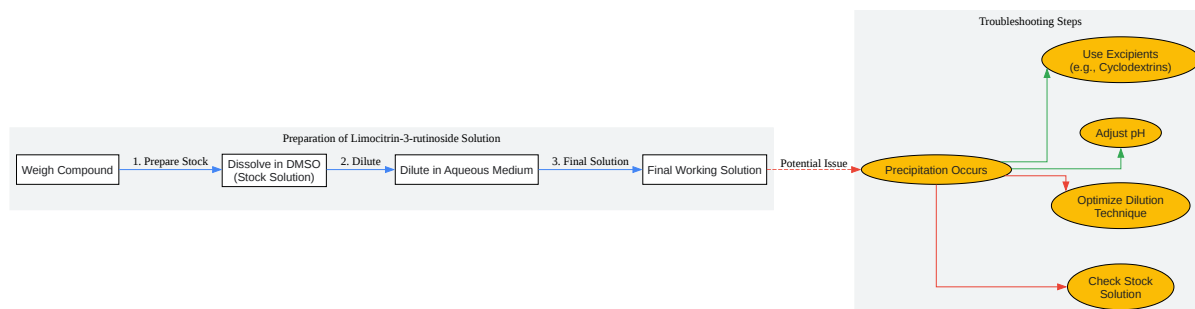 Troubleshooting Steps
Use Excipients
(e.g., Cyclodextrins)
Preparation of Limocitrin-3-rutinoside Solution
Adjust pH
Weigh Compound
1. Prepare Stock
Dissolve in DMSO
(Stock Solution)
2. Dilute
Dilute in Aqueous Medium
3. Final Solution
Final Working Solution
Potential Issue
Precipitation Occurs
Optimize Dilution
Technique
Check Stock
Solution